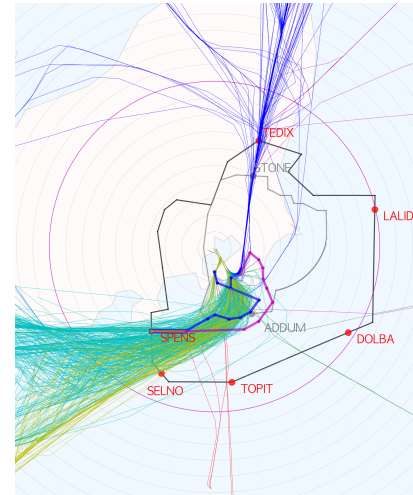 TEDIX
STONE
LALID
ADDUM
SPENS
DOLBA
SELNO
TOPIT